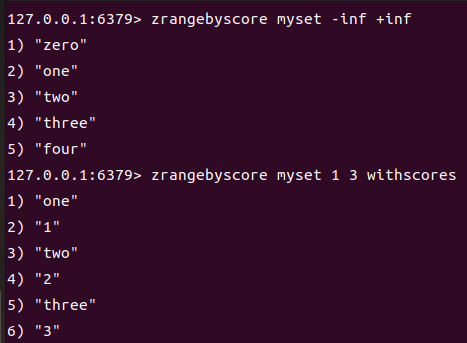 127.0.0.1:6379> zrangebyscore myset -inf +inf
1) "zero"
2) "one"
3) "two"
4) "three"
5) "four"
127.0.0.1:6379> zrangebyscore myset 1 3 withscores
1) "one"
2) "1"
3) "two"
4) "2"
5) "three"
6) "3"